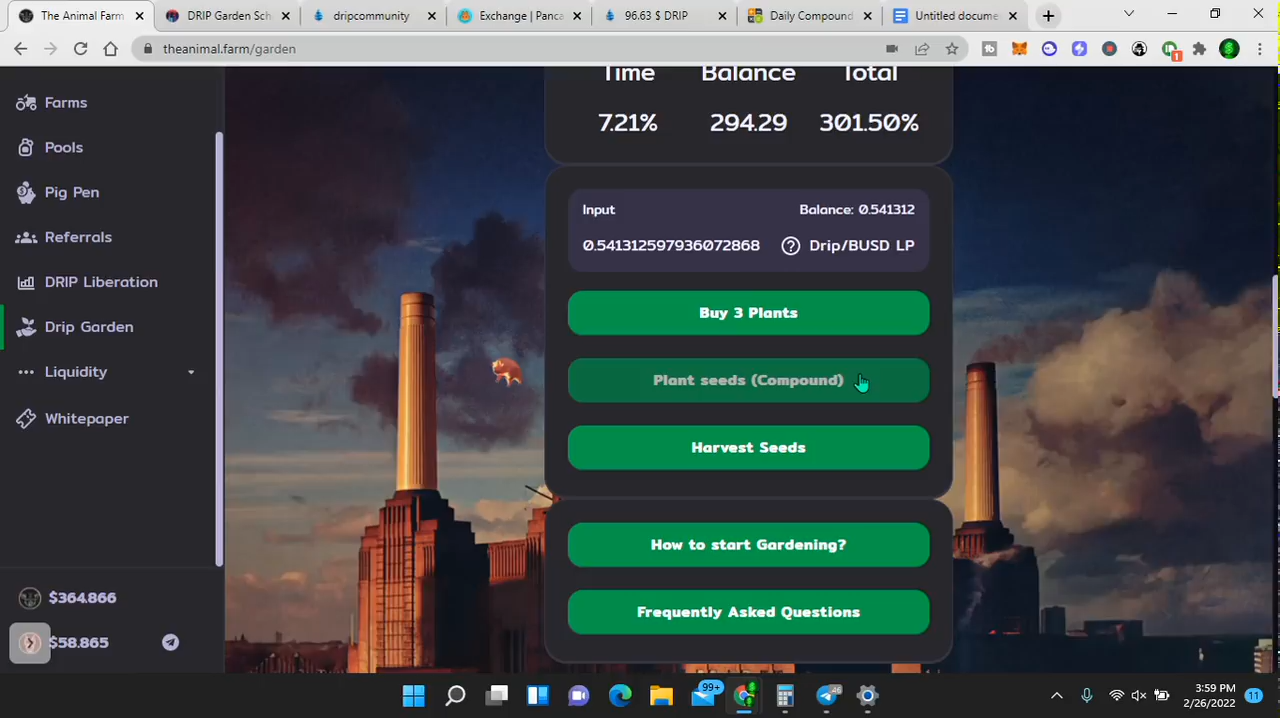 The Animal Farm
DRIP Garden Sch
dripcommunity
Exchange | Panca
96.63 $ DRIP
Daily Compound
Untitled docume
theanimal.farm/garden
1
Farms
Pools
Pig Pen
Referrals
DRIP Liberation
Drip Garden
Liquidity
Whitepaper
$364.866
$58.865
Time Balance Total
7.21% 294.29 301.50%
Input Balance: 0.541312
0.541312597936072868 Drip/BUSD LP
Buy 3 Plants
Plant seeds (Compound)
Harvest Seeds
How to start Gardening?
Frequently Asked Questions
99+
46
3:59 PM
2/26/2022
11